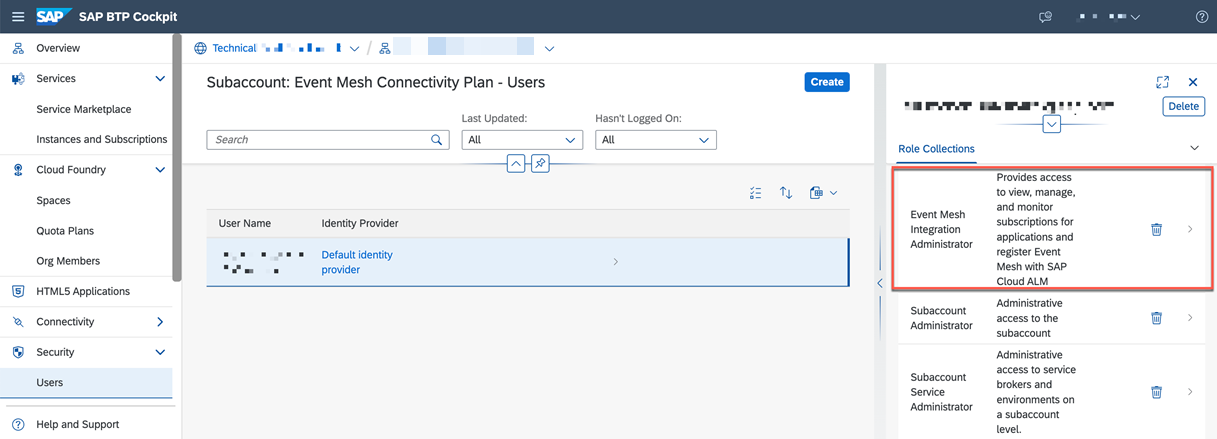 SAP SAP BTP Cockpit
Overview
Services
Service Marketplace
Instances and Subscriptions
Cloud Foundry
Spaces
Quota Plans
Org Members
HTML5 Applications
Connectivity
Security
Users
Help and Support
Technical
/
Subaccount: Event Mesh Connectivity Plan - Users
Create
Last Updated:
Hasn't Logged On:
Search
All
All
User Name
Identity Provider
Default identity
provider
Delete
Role Collections
Event Mesh
Integration
Administrator
Provides access
to view, manage,
and monitor
subscriptions for
applications and
register Event
Mesh with SAP
Cloud ALM
Subaccount
Administrator
Administrative
access to the
subaccount
Subaccount
Service
Administrator
Administrative
access to service
brokers and
environments on
a subaccount
level.